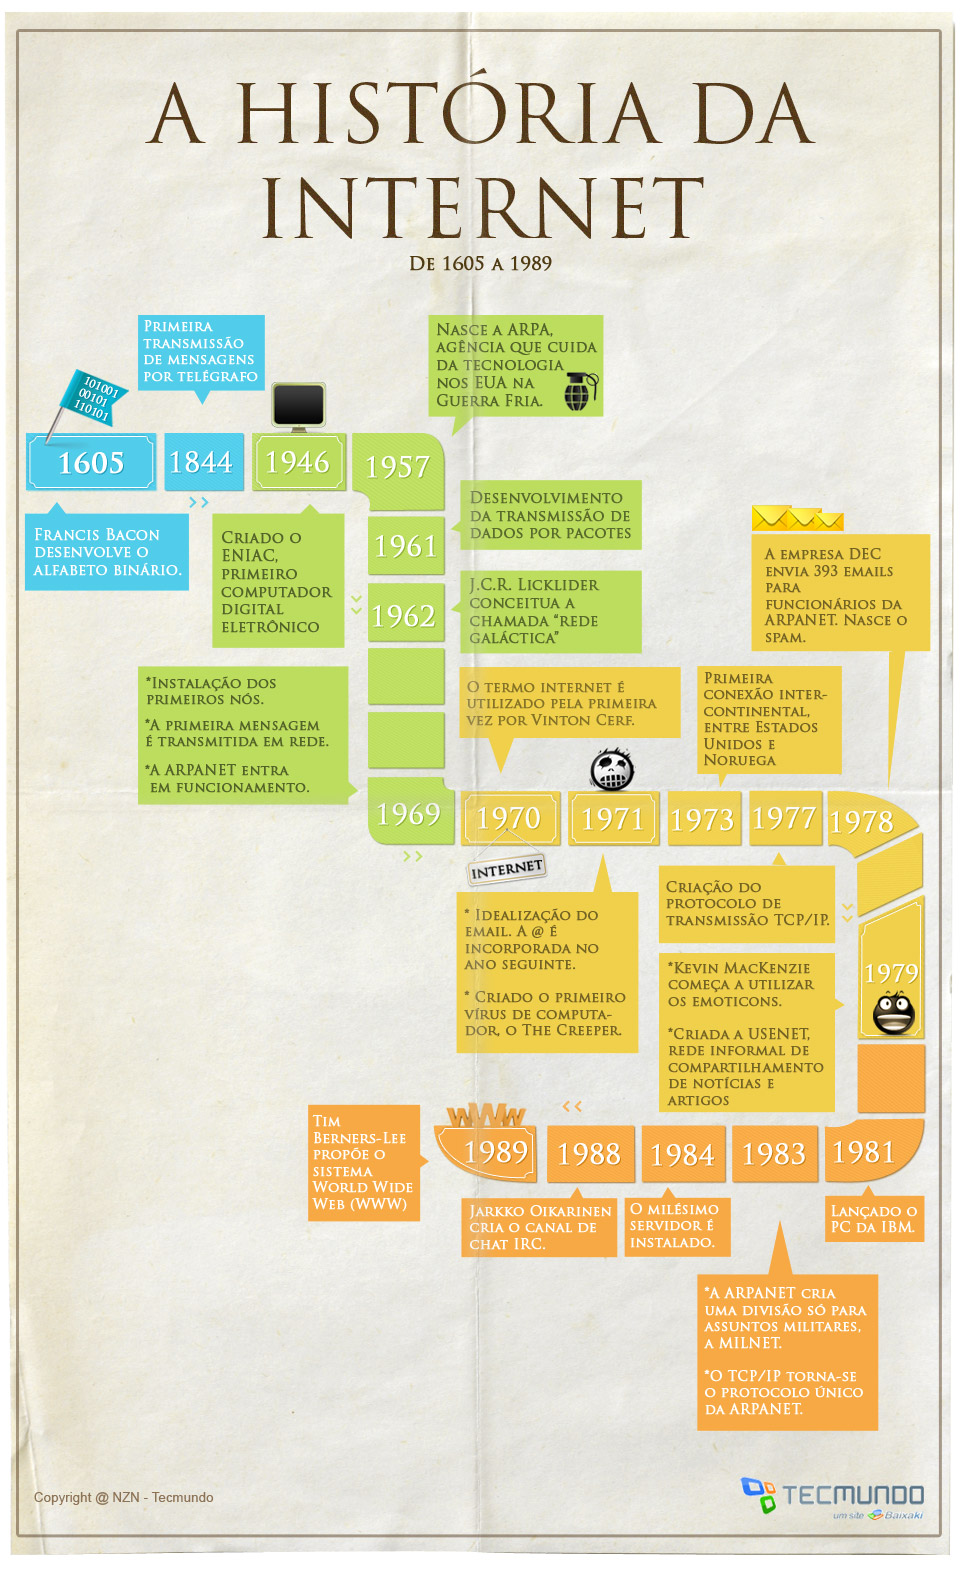 A HISTÓRIA DA
INTERNET
De 1605 a 1989
Primeira
transmissão
de mensagens
por telégrafo
Nasce a ARPA,
agência que cuida
da tecnologia
nos EUA na
Guerra Fria.
101001
00101
110101
1605
1844
1946
1957
Francis Bacon
desenvolve o
alfabeto binário.
Criado o
ENIAC,
primeiro
computador
digital
eletrônico
Desenvolvimento
da transmissão de
dados por pacotes
1961
J.C.R. Licklider
conceitua a
chamada “rede
galáctica”
1962
A empresa DEC
envia 393 emails
para
funcionários da
ARPANET. Nasce o
spam.
*Instalação dos
primeiros nós.
*A primeira mensagem
é transmitida em rede.
*A ARPANET entra
em funcionamento.
O termo internet é
utilizado pela primeira
vez por Vinton Cerf.
Primeira
conexão inter-
continental,
entre Estados
Unidos e
Noruega
1969
1970
1971
1973
1977
1978
INTERNET
* Idealização do
email. A @ é
incorporada no
ano seguinte.
* Criado o primeiro
vírus de computa-
dor, o The Creeper.
Criação do
protocolo de
transmissão TCP/IP.
1979
*Kevin MacKenzie
começa a utilizar
os emoticons.
*Criada a USENET,
rede informal de
compartilhamento
de notícias e
artigos
Tim
Berners-Lee
propõe o
sistema
World Wide
Web (WWW)
WWW
1989
1988
1984
1983
1981
Jarkko Oikarinen
cria o canal de
chat IRC.
O milésimo
servidor é
instalado.
Lançado o
PC da IBM.
*A ARPANET cria
uma divisão só para
assuntos militares,
a MILNET.
*O TCP/IP torna-se
o protocolo único
da ARPANET.
Copyright @ NZN - Tecmundo
TECMUNDO
um site Baixaki